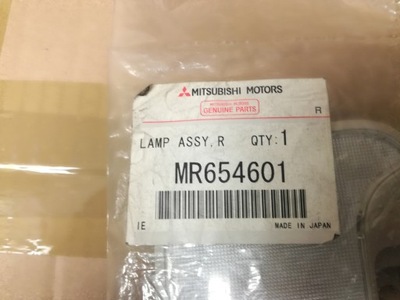 MITSUBISHI MOTORS
GENUINE PARTS
R
LAMP ASSY,R QTY:1
MR654601
IE MADE IN JAPAN